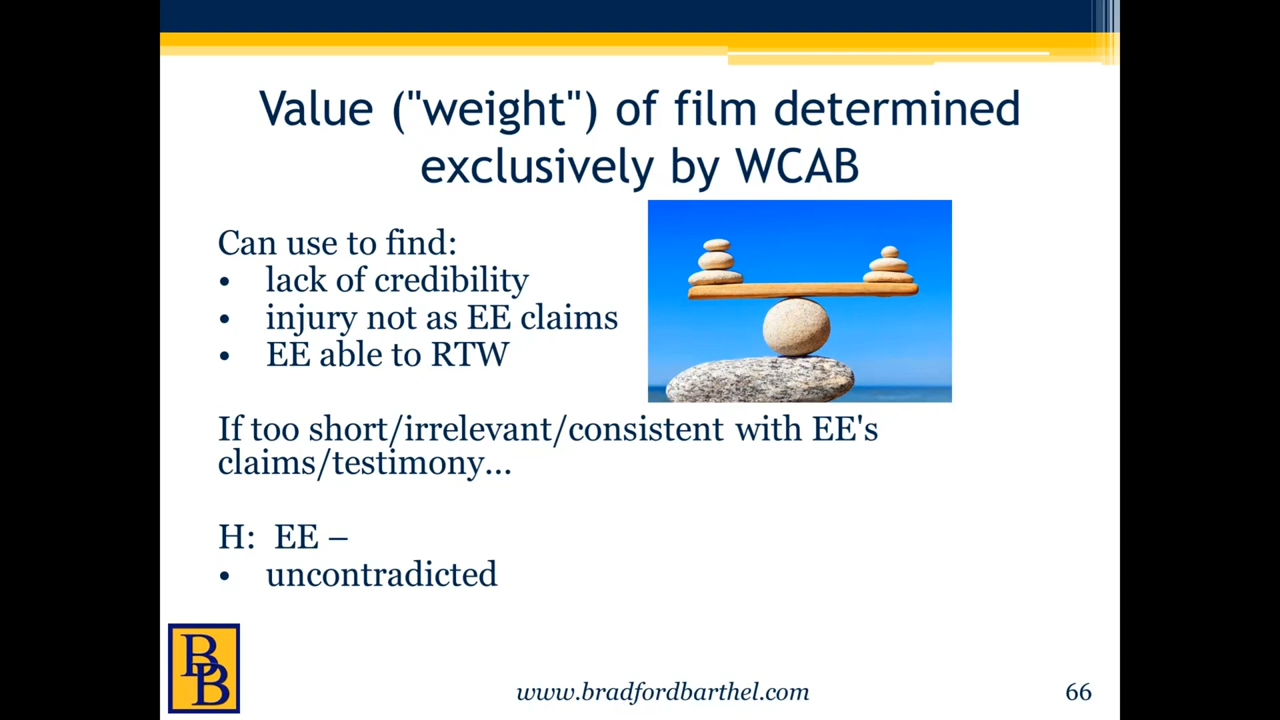 Value ("weight") of film determined
exclusively by WCAB
Can use to find:
• lack of credibility
• injury not as EE claims
• EE able to RTW
If too short/irrelevant/consistent with EE's
claims/testimony...
H: EE –
• uncontradicted
BB
www.bradfordbarthel.com
66